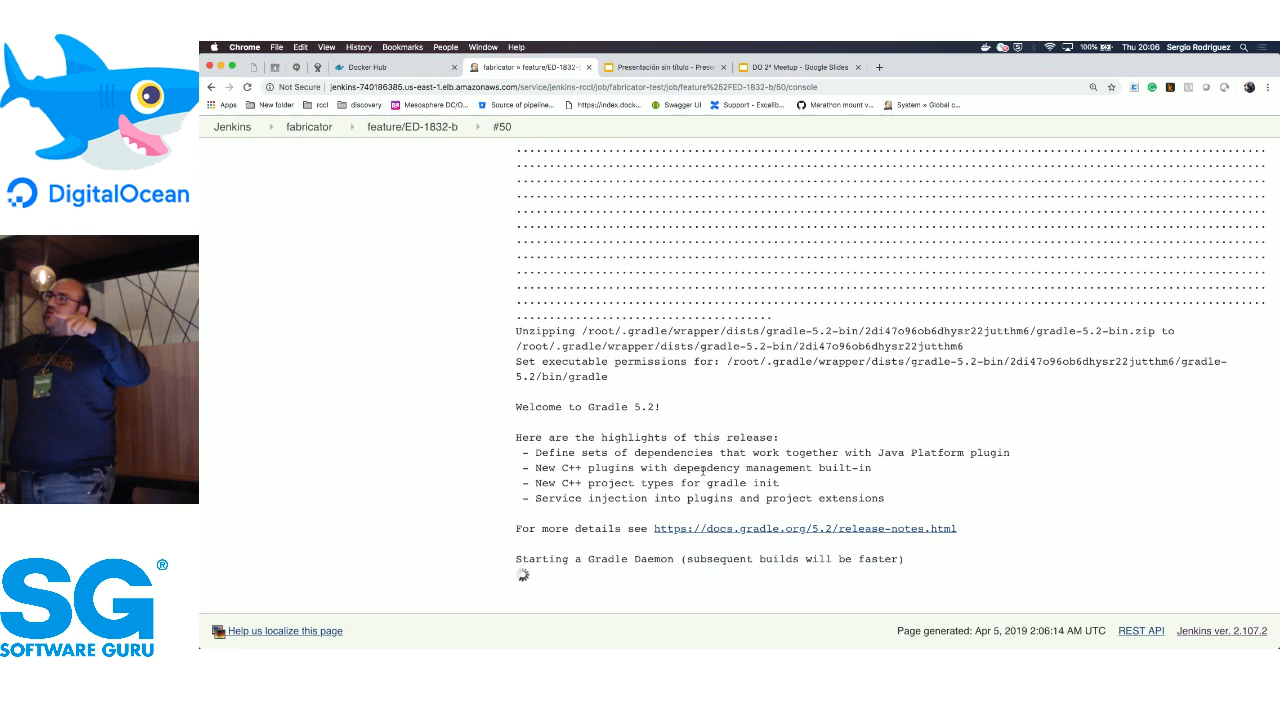 DigitalOcean
SG®
SOFTWARE GURU
Chrome File Edit View History Bookmarks People Window Help
100% Thu 20:06 Sergio Rodriguez
Docker Hub
fabricator » feature/ED-1832-b
Presentación sin título - Prese
DO 2ª Meetup - Google Slides
Not Secure | jenkins-740186385.us-east-1.elb.amazonaws.com/service/jenkins-rccl/job/fabricator-test/job/feature%252FED-1832-b/50/console
Apps New folder rccl discovery Mesosphere DC/O... Source of pipeline... https://index.dock... Swagger UI Support - Excalib... Marathon mount v... System » Global c...
Jenkins fabricator feature/ED-1832-b #50
Unzipping /root/.gradle/wrapper/dists/gradle-5.2-bin/2di47o96ob6dhysr22jutthm6/gradle-5.2-bin.zip to
/root/.gradle/wrapper/dists/gradle-5.2-bin/2di47o96ob6dhysr22jutthm6
Set executable permissions for: /root/.gradle/wrapper/dists/gradle-5.2-bin/2di47o96ob6dhysr22jutthm6/gradle-
5.2/bin/gradle
Welcome to Gradle 5.2!
Here are the highlights of this release:
- Define sets of dependencies that work together with Java Platform plugin
- New C++ plugins with dependency management built-in
- New C++ project types for gradle init
- Service injection into plugins and project extensions
For more details see https://docs.gradle.org/5.2/release-notes.html
Starting a Gradle Daemon (subsequent builds will be faster)
Help us localize this page
Page generated: Apr 5, 2019 2:06:14 AM UTC REST API Jenkins ver. 2.107.2